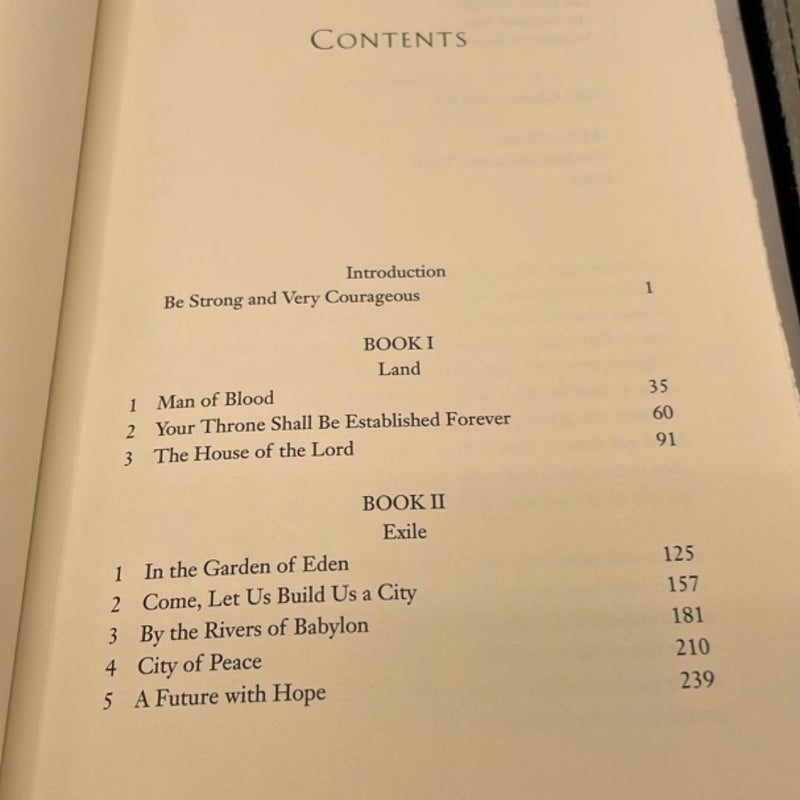 CONTENTS
Introduction
Be Strong and Very Courageous 1
BOOK I
Land
1 Man of Blood 35
2 Your Throne Shall Be Established Forever 60
3 The House of the Lord 91
BOOK II
Exile
1 In the Garden of Eden 125
2 Come, Let Us Build Us a City 157
3 By the Rivers of Babylon 181
4 City of Peace 210
5 A Future with Hope 239